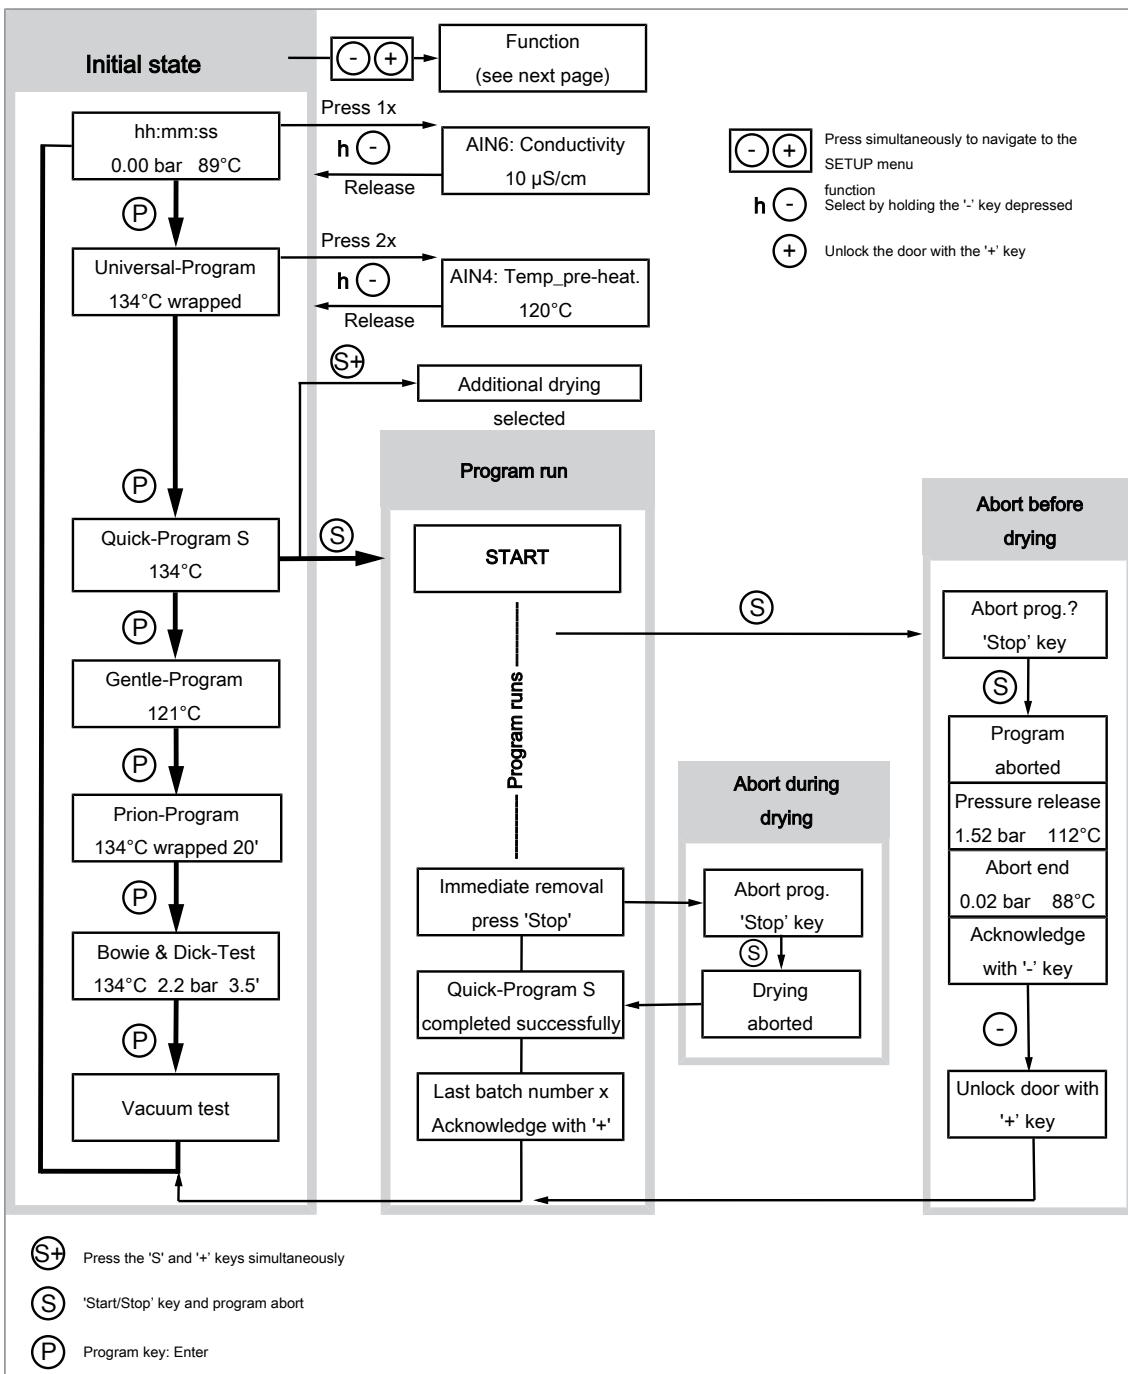 Initial state
- +
Function
(see next page)
hh:mm:ss
0.00 bar 89°C
Press 1x
h -
Release
AIN6: Conductivity
10 µS/cm
- +
Press simultaneously to navigate to the
SETUP menu
h -
function
Select by holding the '-' key depressed
+
Unlock the door with the '+' key
P
Universal-Program
134°C wrapped
Press 2x
h -
Release
AIN4: Temp_pre-heat.
120°C
S+
Additional drying
selected
P
Quick-Program S
134°C
S
Program run
START
Program runs
S
Abort before
drying
Abort prog.?
'Stop' key
S
Program
aborted
Pressure release
1.52 bar 112°C
Abort end
0.02 bar 88°C
Acknowledge
with '-' key
-
Unlock door with
'+' key
P
Gentle-Program
121°C
P
Prion-Program
134°C wrapped 20'
P
Bowie & Dick-Test
134°C 2.2 bar 3.5'
P
Vacuum test
Immediate removal
press 'Stop'
Quick-Program S
completed successfully
Last batch number x
Acknowledge with '+'
Abort during
drying
Abort prog.
'Stop' key
S
Drying
aborted
S+
Press the 'S' and '+' keys simultaneously
S
'Start/Stop' key and program abort
P
Program key: Enter